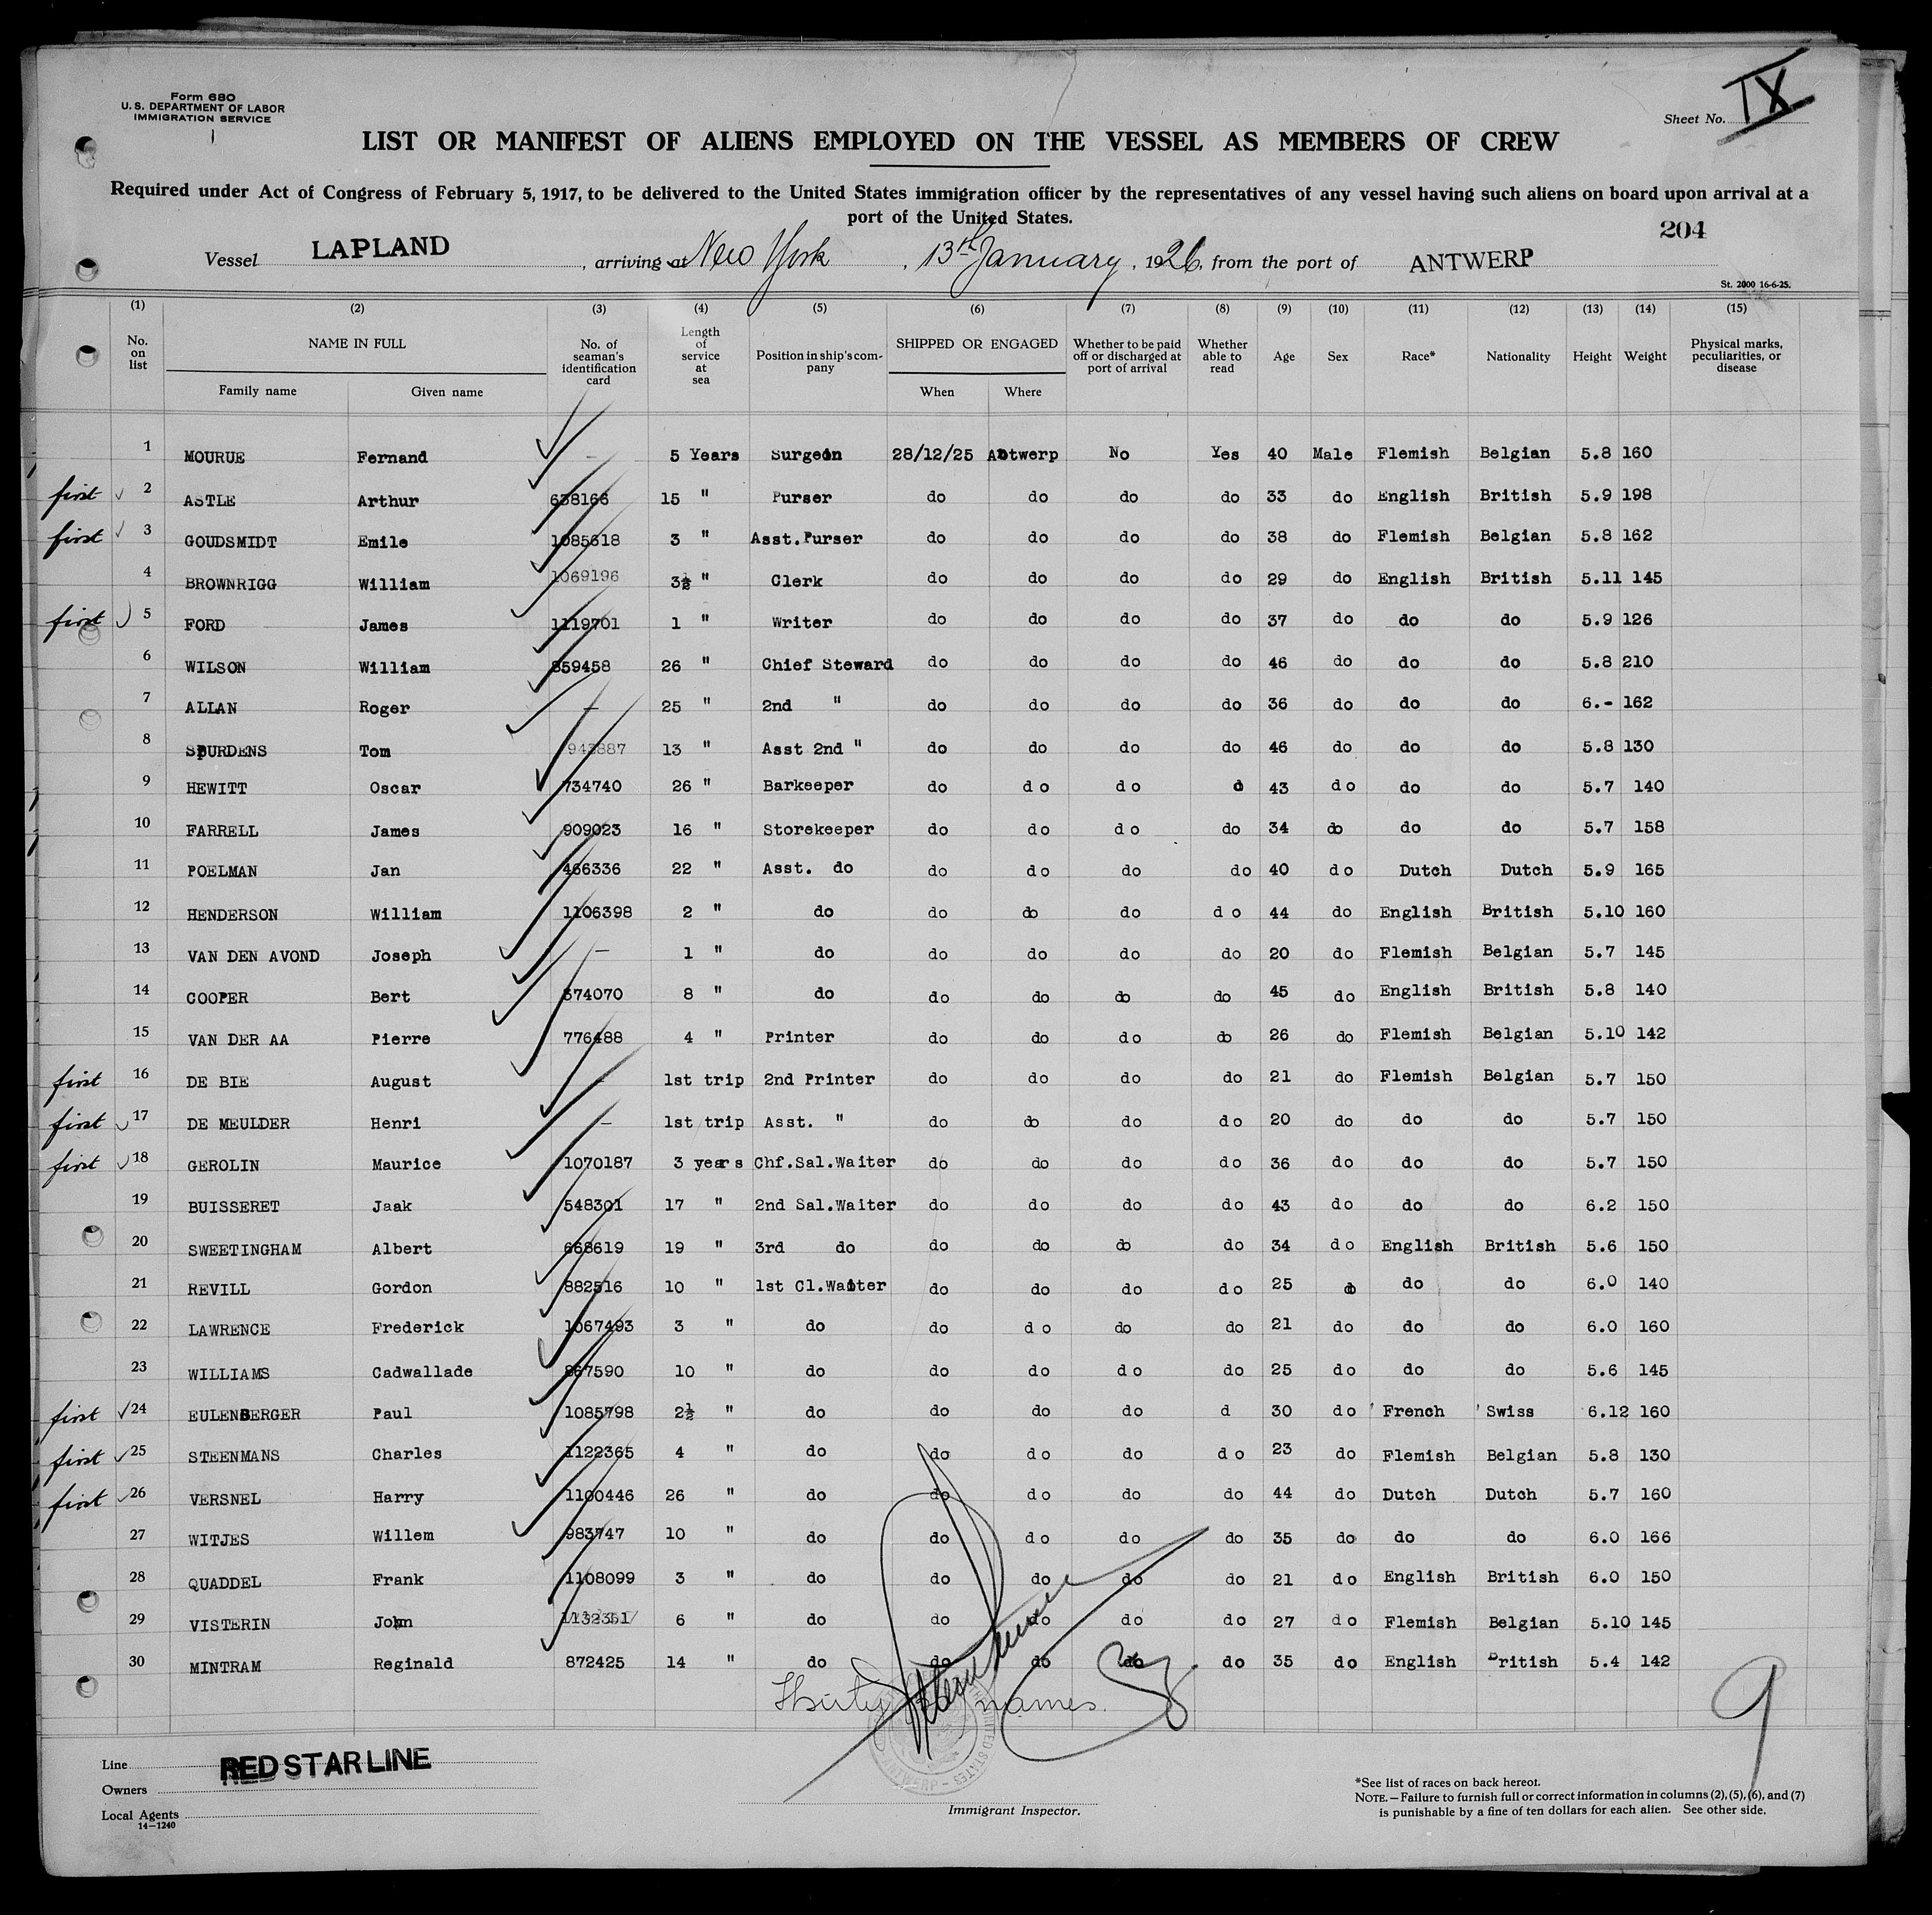 Form 680
U. S. DEPARTMENT OF LABOR
IMMIGRATION SERVICE
Sheet No. IX
LIST OR MANIFEST OF ALIENS EMPLOYED ON THE VESSEL AS MEMBERS OF CREW
Required under Act of Congress of February 5, 1917, to be delivered to the United States immigration officer by the representatives of any vessel having such aliens on board upon arrival at a
port of the United States.
204
Vessel LAPLAND, arriving at New York, 13th January, 1926, from the port of ANTWERP
St. 2000 16-6-25.
(1) (2) (3) (4) (5) (6) (7) (8) (9) (10) (11) (12) (13) (14) (15)
No. on list NAME IN FULL No. of seaman's identification card Length of service at sea Position in ship's company SHIPPED OR ENGAGED Whether to be paid off or discharged at port of arrival Whether able to read Age Sex Race* Nationality Height Weight Physical marks, peculiarities, or disease
Family name Given name When Where
1 MOURUE Fernand — 5 Years Surgeon 28/12/25 Antwerp No Yes 40 Male Flemish Belgian 5.8 160
first 2 ASTLE Arthur 638166 15 " Purser do do do do 33 do English British 5.9 198
first 3 GOUDSMIDT Emile 1085618 3 " Asst.Purser do do do do 38 do Flemish Belgian 5.8 162
4 BROWNRIGG William 1069196 3½ " Clerk do do do do 29 do English British 5.11 145
first 5 FORD James 1119701 1 " Writer do do do do 37 do do do 5.9 126
6 WILSON William 859458 26 " Chief Steward do do do do 46 do do do 5.8 210
7 ALLAN Roger — 25 " 2nd " do do do do 36 do do do 6.- 162
8 SPURDENS Tom 943887 13 " Asst 2nd " do do do do 46 do do do 5.8 130
9 HEWITT Oscar 734740 26 " Barkeeper do do do d 43 do do do 5.7 140
10 FARRELL James 909023 16 " Storekeeper do do do do 34 do do do 5.7 158
11 POELMAN Jan 466336 22 " Asst. do do do do do 40 do Dutch Dutch 5.9 165
12 HENDERSON William 1106398 2 " do do do do do 44 do English British 5.10 160
13 VAN DEN AVOND Joseph — 1 " do do do do do 20 do Flemish Belgian 5.7 145
14 COOPER Bert 374070 8 " do do do do do 45 do English British 5.8 140
15 VAN DER AA Pierre 776488 4 " Printer do do do do 26 do Flemish Belgian 5.10 142
first 16 DE BIE August - 1st trip 2nd Printer do do do do 21 do Flemish Belgian 5.7 150
first 17 DE MEULDER Henri - 1st trip Asst. " do do do do 20 do do do 5.7 150
first 18 GEROLIN Maurice 1070187 3 years Chf.Sal.Waiter do do do do 36 do do do 5.7 150
19 BUISSERET Jaak 548301 17 " 2nd Sal.Waiter do do do do 43 do do do 6.2 150
20 SWEETINGHAM Albert 668619 19 " 3rd do do do do do 34 do English British 5.6 150
21 REVILL Gordon 882516 10 " 1st Cl.Waiter do do do do 25 do do do 6.0 140
22 LAWRENCE Frederick 1067493 3 " do do do do do 21 do do do 6.0 160
23 WILLIAMS Cadwallade 867590 10 " do do do do do 25 do do do 5.6 145
first 24 EULENBERGER Paul 1085798 2½ " do do do do d 30 do French Swiss 6.12 160
first 25 STEENMANS Charles 1122365 4 " do do do do do 23 do Flemish Belgian 5.8 130
first 26 VERSNEL Harry 1100446 26 " do do do do do 44 do Dutch Dutch 5.7 160
27 WITJES Willem 983747 10 " do do do do do 35 do do do 6.0 166
28 QUADDEL Frank 1108099 3 " do do do do do 21 do English British 6.0 150
29 VISTERIN John 1132351 6 " do do do do do 27 do Flemish Belgian 5.10 145
30 MINTRAM Reginald 872425 14 " do do do do do 35 do English British 5.4 142
Thirty names.
9
Line RED STAR LINE
Owners
Local Agents
14—1240
Immigrant Inspector.
*See list of races on back hereof.
NOTE.—Failure to furnish full or correct information in columns (2), (5), (6), and (7)
is punishable by a fine of ten dollars for each alien. See other side.